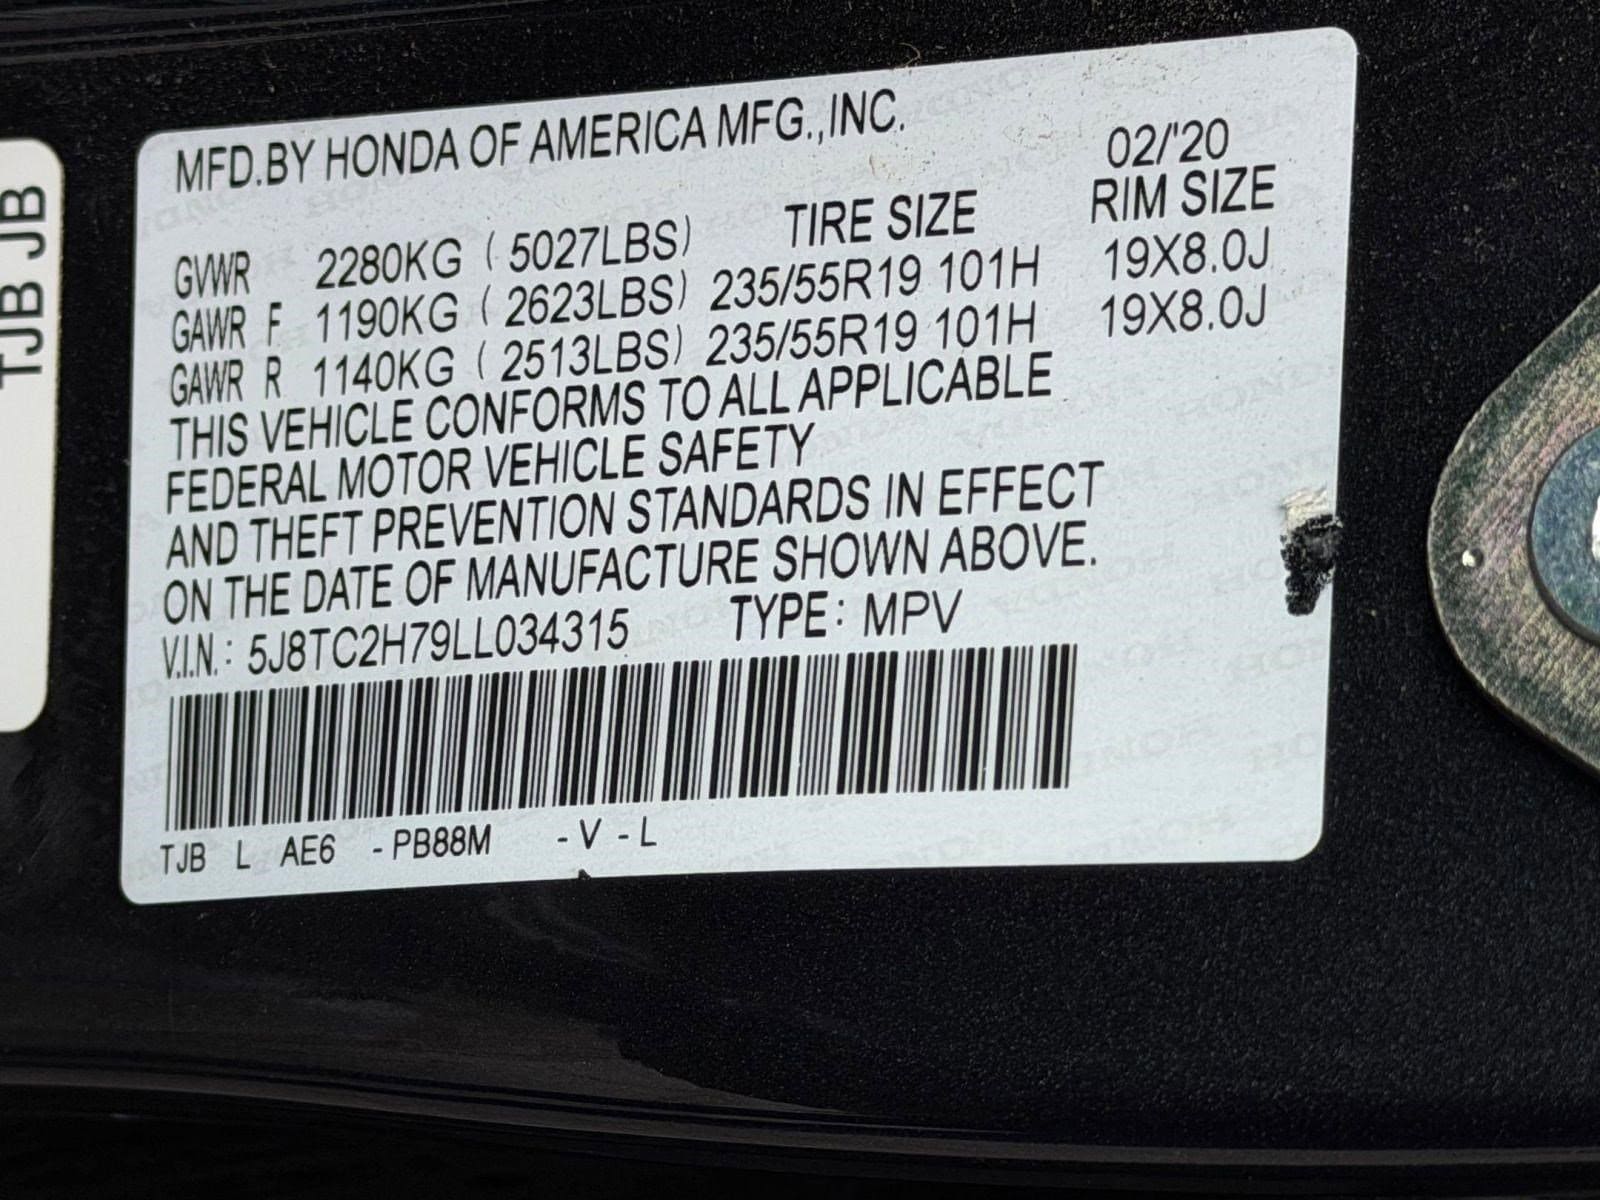 TJB JB
MFD.BY HONDA OF AMERICA MFG.,INC.
02/'20
TIRE SIZE RIM SIZE
GVWR 2280KG ( 5027LBS)
GAWR F 1190KG ( 2623LBS) 235/55R19 101H 19X8.0J
GAWR R 1140KG ( 2513LBS) 235/55R19 101H 19X8.0J
THIS VEHICLE CONFORMS TO ALL APPLICABLE
FEDERAL MOTOR VEHICLE SAFETY
AND THEFT PREVENTION STANDARDS IN EFFECT
ON THE DATE OF MANUFACTURE SHOWN ABOVE.
V.I.N.: 5J8TC2H79LL034315 TYPE: MPV
TJB L AE6 -PB88M -V -L